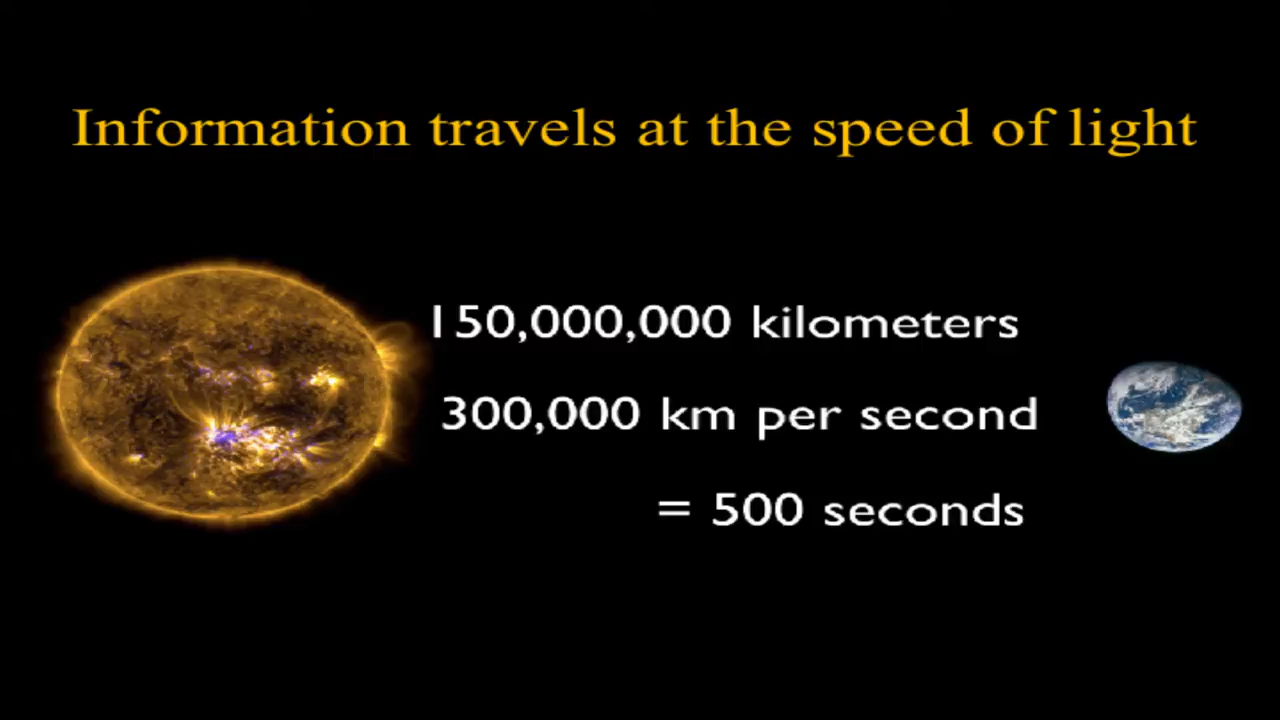 Information travels at the speed of light
150,000,000 kilometers
300,000 km per second
= 500 seconds